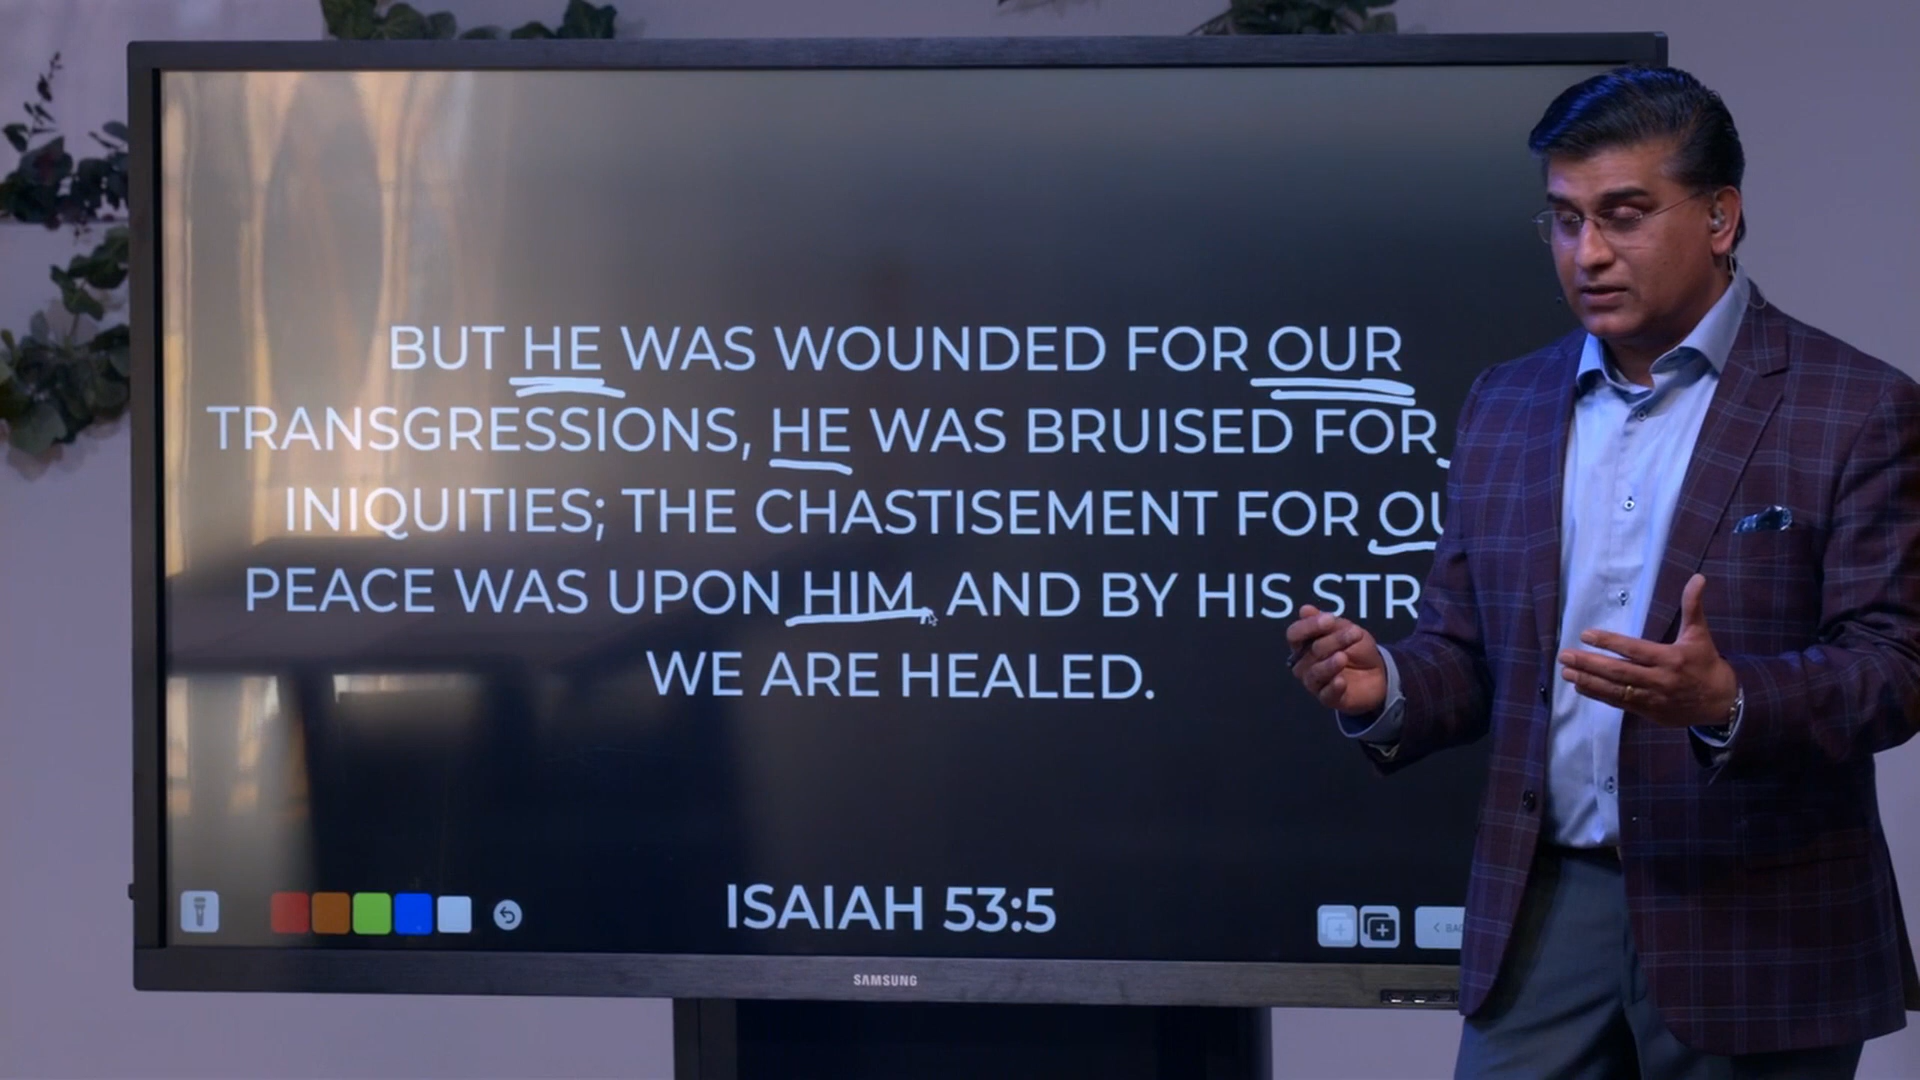 BUT HE WAS WOUNDED FOR OUR
TRANSGRESSIONS, HE WAS BRUISED FOR
INIQUITIES; THE CHASTISEMENT FOR
PEACE WAS UPON HIM, AND BY HIS
WE ARE HEALED.
ISAIAH 53:5
SAMSUNG